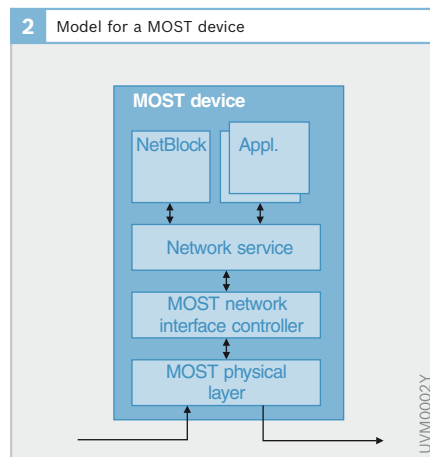 2 Model for a MOST device
MOST device
NetBlock
Appl.
Network service
MOST network
interface controller
MOST physical
layer
UVM0002Y